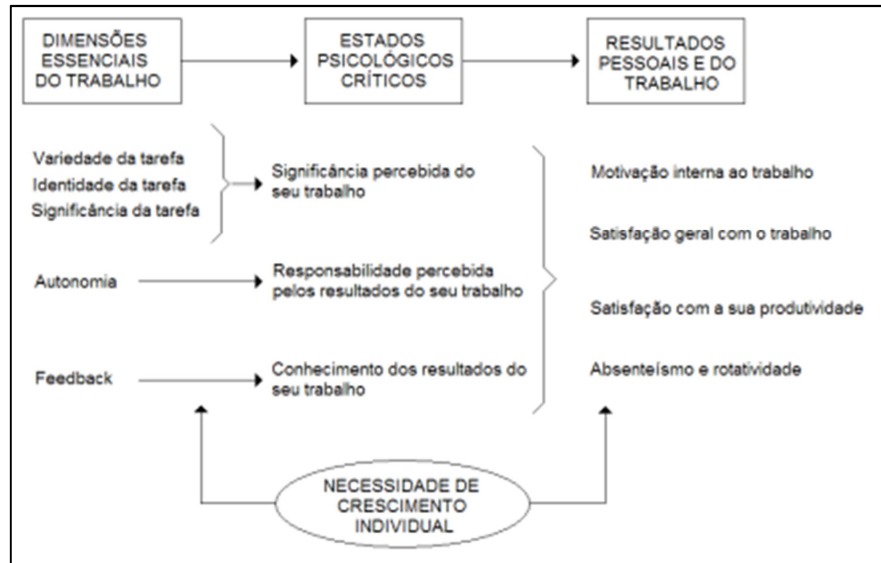 DIMENSÕES
ESSENCIAIS
DO TRABALHO
ESTADOS
PSICOLÓGICOS
CRÍTICOS
RESULTADOS
PESSOAIS E DO
TRABALHO
Variedade da tarefa
Identidade da tarefa
Significância da tarefa
Significância percebida do
seu trabalho
Motivação interna ao trabalho
Satisfação geral com o trabalho
Autonomia
Responsabilidade percebida
pelos resultados do seu trabalho
Satisfação com a sua produtividade
Feedback
Conhecimento dos resultados do
seu trabalho
Absenteísmo e rotatividade
NECESSIDADE DE
CRESCIMENTO
INDIVIDUAL